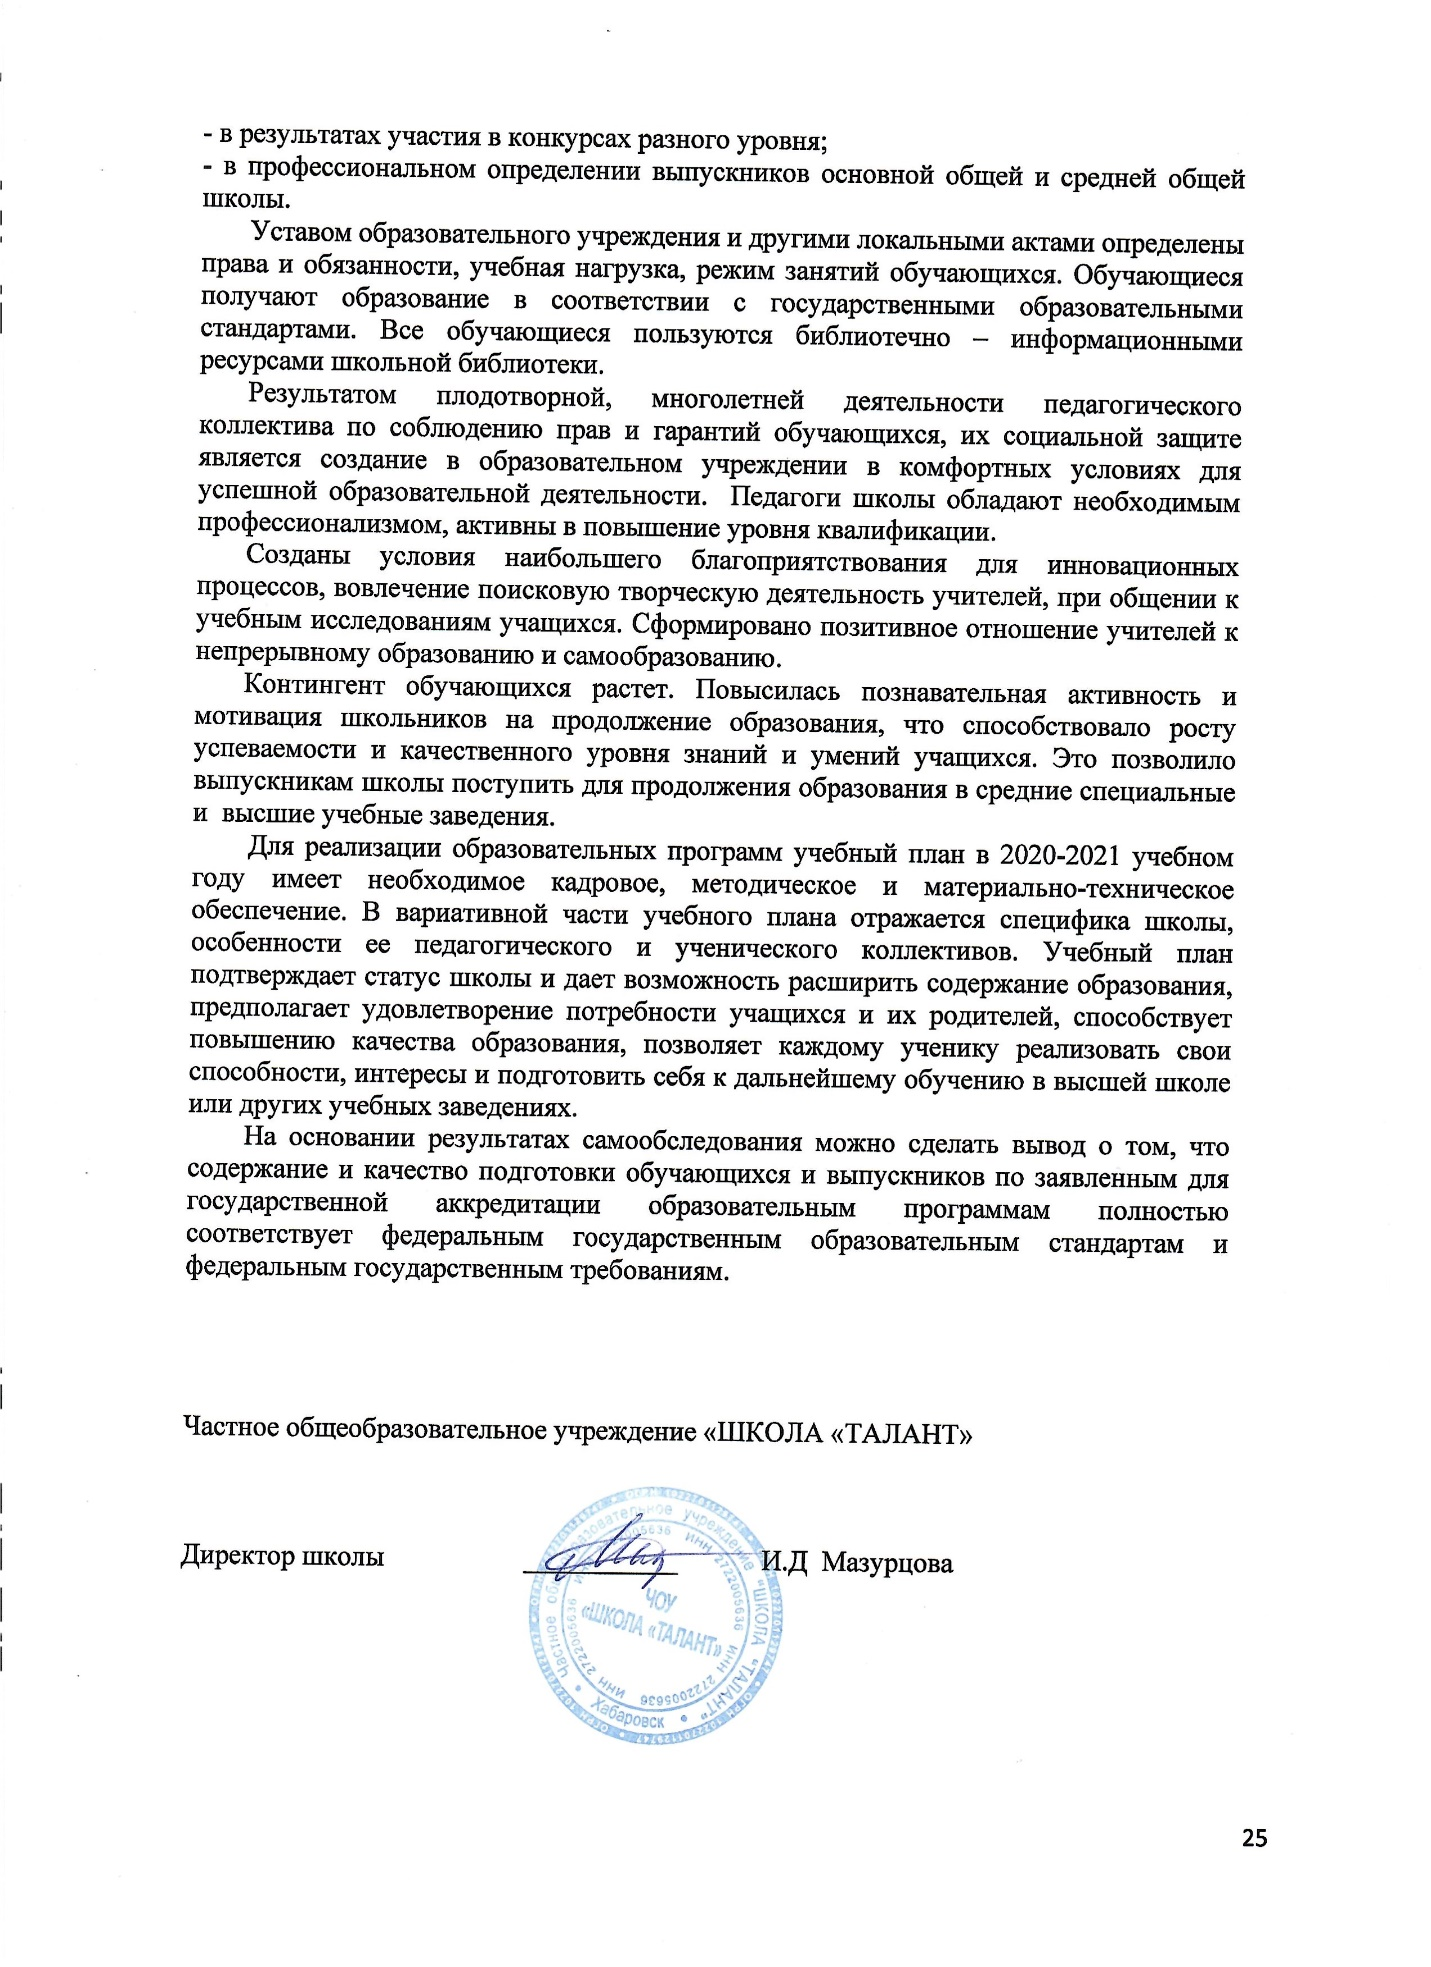 - в результатах участия в конкурсах разного уровня;
- в профессиональном определении выпускников основной общей и средней общей
школы.
Уставом образовательного учреждения и другими локальными актами определены
права и обязанности, учебная нагрузка, режим занятий обучающихся. Обучающиеся
получают образование в соответствии с государственными образовательными
стандартами. Все обучающиеся пользуются библиотечно – информационными
ресурсами школьной библиотеки.
Результатом плодотворной, многолетней деятельности педагогического
коллектива по соблюдению прав и гарантий обучающихся, их социальной защите
является создание в образовательном учреждении в комфортных условиях для
успешной образовательной деятельности. Педагоги школы обладают необходимым
профессионализмом, активны в повышение уровня квалификации.
Созданы условия наибольшего благоприятствования для инновационных
процессов, вовлечение поисковую творческую деятельность учителей, при общении к
учебным исследованиям учащихся. Сформировано позитивное отношение учителей к
непрерывному образованию и самообразованию.
Контингент обучающихся растет. Повысилась познавательная активность и
мотивация школьников на продолжение образования, что способствовало росту
успеваемости и качественного уровня знаний и умений учащихся. Это позволило
выпускникам школы поступить для продолжения образования в средние специальные
и высшие учебные заведения.
Для реализации образовательных программ учебный план в 2020-2021 учебном
году имеет необходимое кадровое, методическое и материально-техническое
обеспечение. В вариативной части учебного плана отражается специфика школы,
особенности ее педагогического и ученического коллективов. Учебный план
подтверждает статус школы и дает возможность расширить содержание образования,
предполагает удовлетворение потребности учащихся и их родителей, способствует
повышению качества образования, позволяет каждому ученику реализовать свои
способности, интересы и подготовить себя к дальнейшему обучению в высшей школе
или других учебных заведениях.
На основании результатах самообследования можно сделать вывод о том, что
содержание и качество подготовки обучающихся и выпускников по заявленным для
государственной аккредитации образовательным программам полностью
соответствует федеральным государственным образовательным стандартам и
федеральным государственным требованиям.
Частное общеобразовательное учреждение «ШКОЛА «ТАЛАНТ»
Директор школы И.Д Мазурцова
Частное учреждение "ШКОЛА "ТАЛАНТ"
Хабаровск
ИНН 2722005636 ИНН 2722005636 ИНН 2722005636
ЧОУ
«ШКОЛА «ТАЛАНТ»
25